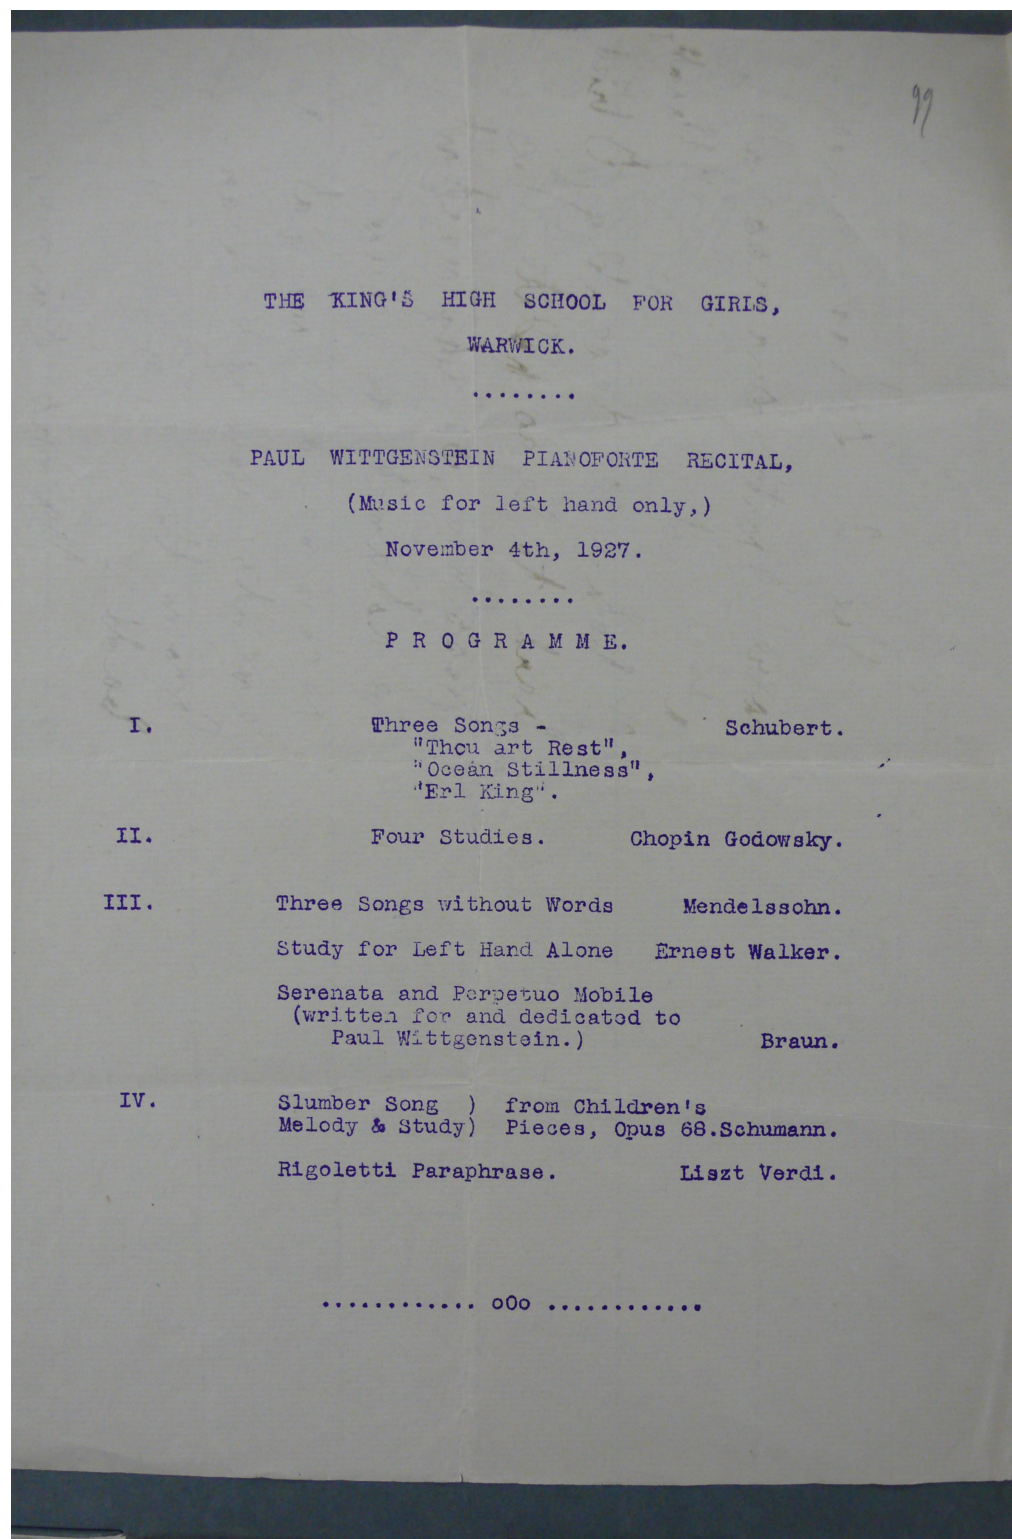 99
THE KING'S HIGH SCHOOL FOR GIRLS,
WARWICK.
........
PAUL WITTGENSTEIN PIANOFORTE RECITAL,
(Music for left hand only,)
November 4th, 1927.
........
P R O G R A M M E.
I. Three Songs - Schubert.
"Thou art Rest",
"Ocean Stillness",
"Erl King".
II. Four Studies. Chopin Godowsky.
III. Three Songs without Words Mendelssohn.
Study for Left Hand Alone Ernest Walker.
Serenata and Perpetuo Mobile
(written for and dedicated to
Paul Wittgenstein.) Braun.
IV. Slumber Song ) from Children's
Melody & Study) Pieces, Opus 68.Schumann.
Rigoletti Paraphrase. Liszt Verdi.
............ oOo ............